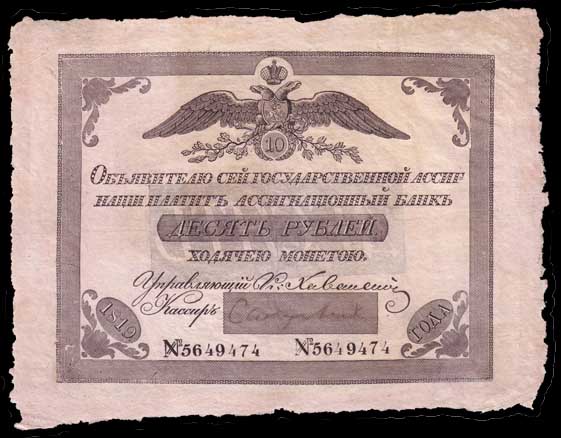 10
Объявителю сей государственной ассиг
націи платитъ Ассигнаціонный Банкъ
ДЕСЯТЬ РУБЛЕЙ
ходячею монетою.
Управляющій
Кассиръ
1819 ГОДА
№5649474 №5649474